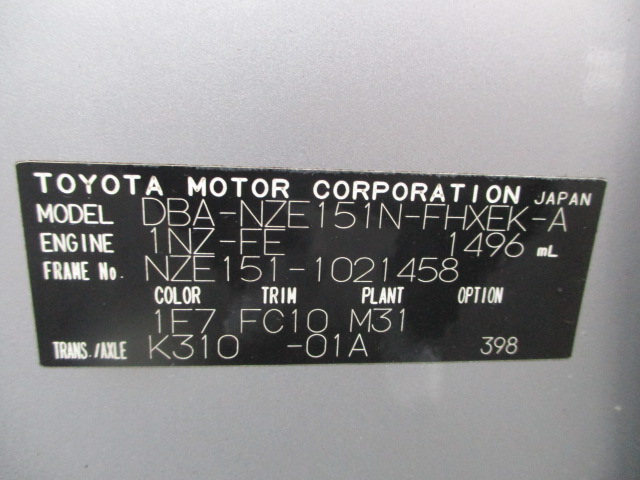 TOYOTA MOTOR CORPORATION JAPAN
MODEL DBA-NZE151N-FHXEK-A
ENGINE 1NZ-FE 1496 mL
FRAME No. NZE151-1021458
COLOR TRIM PLANT OPTION
1E7 FC10 M31
TRANS./AXLE K310 -01A 398